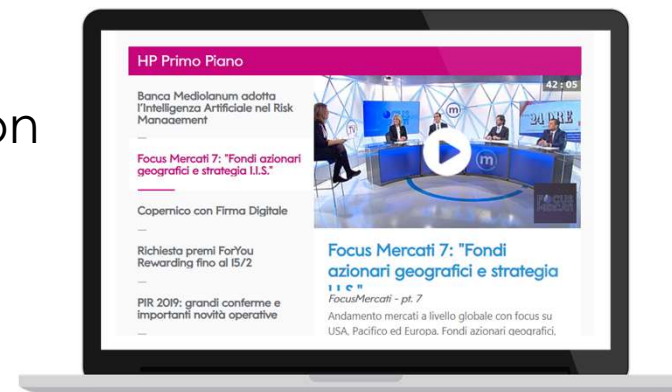 on
HP Primo Piano
Banca Mediolanum adotta
l'Intelligenza Artificiale nel Risk
Management
Focus Mercati 7: "Fondi azionari
geografici e strategia I.I.S."
Copernico con Firma Digitale
Richiesta premi ForYou
Rewarding fino al 15/2
PIR 2019: grandi conferme e
importanti novità operative
42:05
24 ORE
FOCUS
MERCATI
Focus Mercati 7: "Fondi
azionari geografici e strategia
I.I.S."
FocusMercati - pt. 7
Andamento mercati a livello globale con focus su
USA, Pacifico ed Europa. Fondi azionari geografici,